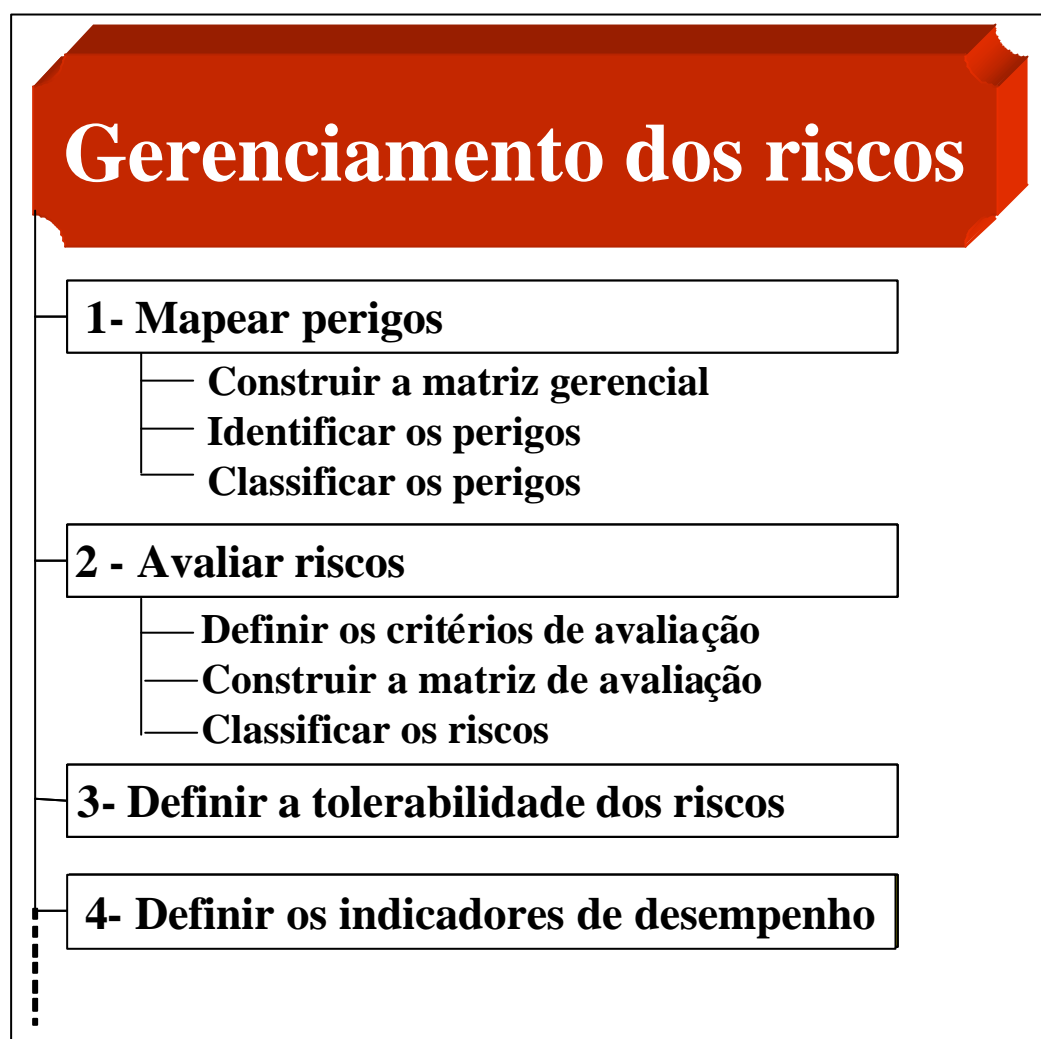 Gerenciamento dos riscos
1- Mapear perigos
Construir a matriz gerencial
Identificar os perigos
Classificar os perigos
2 - Avaliar riscos
Definir os critérios de avaliação
Construir a matriz de avaliação
Classificar os riscos
3- Definir a tolerabilidade dos riscos
4- Definir os indicadores de desempenho